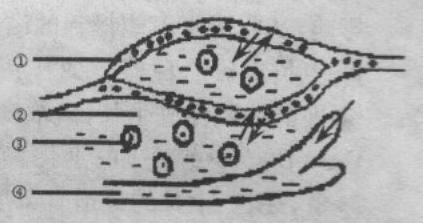 ①
②
③
④